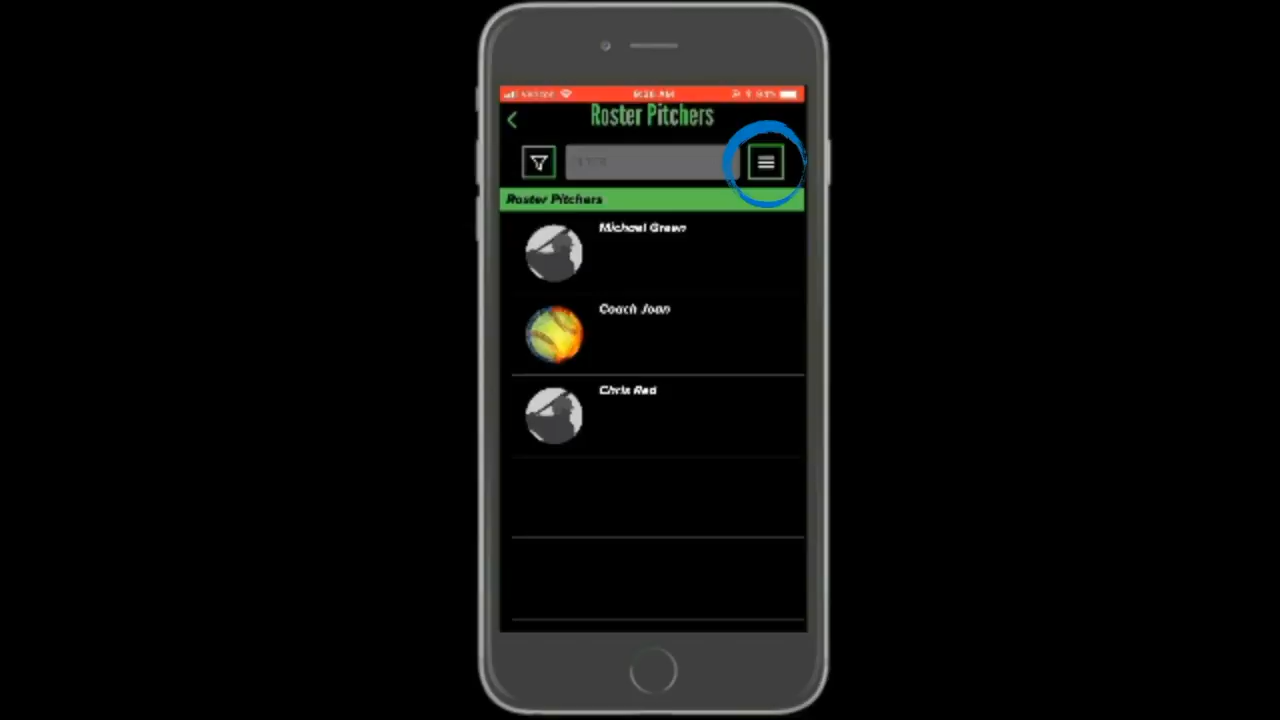 Roster Pitchers
Roster Pitchers
Michael Green
Coach Joan
Chris Red